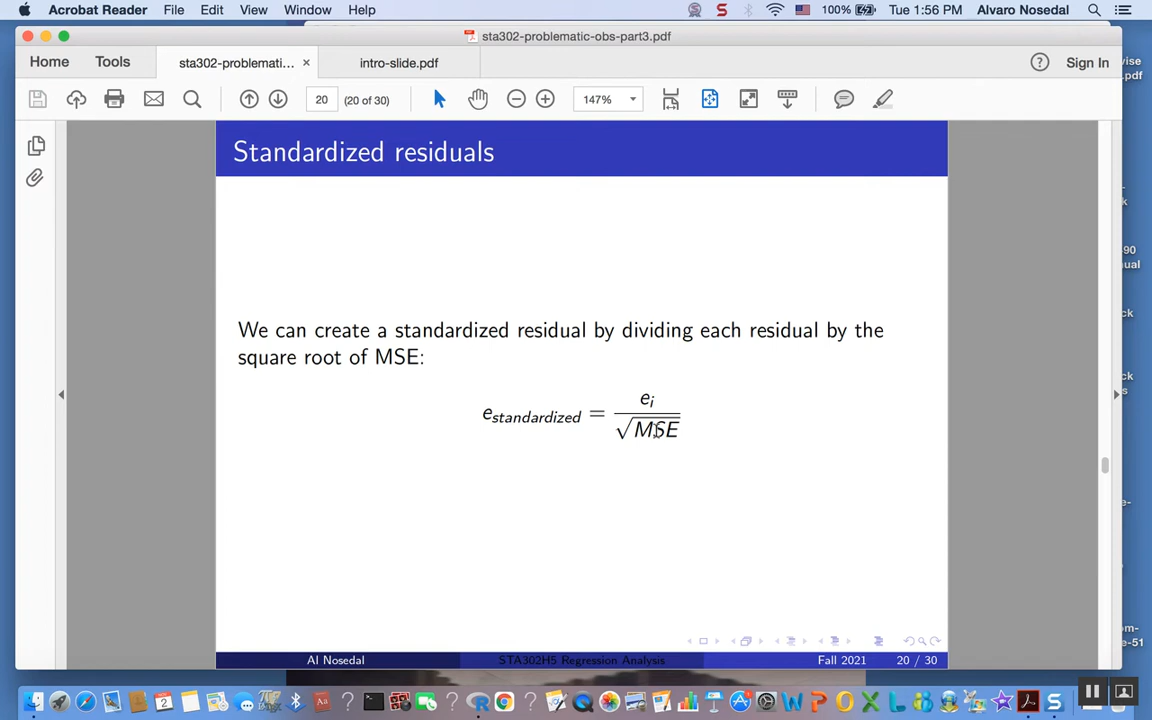 Acrobat Reader File Edit View Window Help 100% Tue 1:56 PM Alvaro Nosedal
sta302-problematic-obs-part3.pdf
Home Tools sta302-problemati... × intro-slide.pdf Sign In
20 (20 of 30) 147%
Standardized residuals
We can create a standardized residual by dividing each residual by the
square root of MSE:
e_standardized = e_i / √MSE
Al Nosedal STA302H5 Regression Analysis Fall 2021 20 / 30